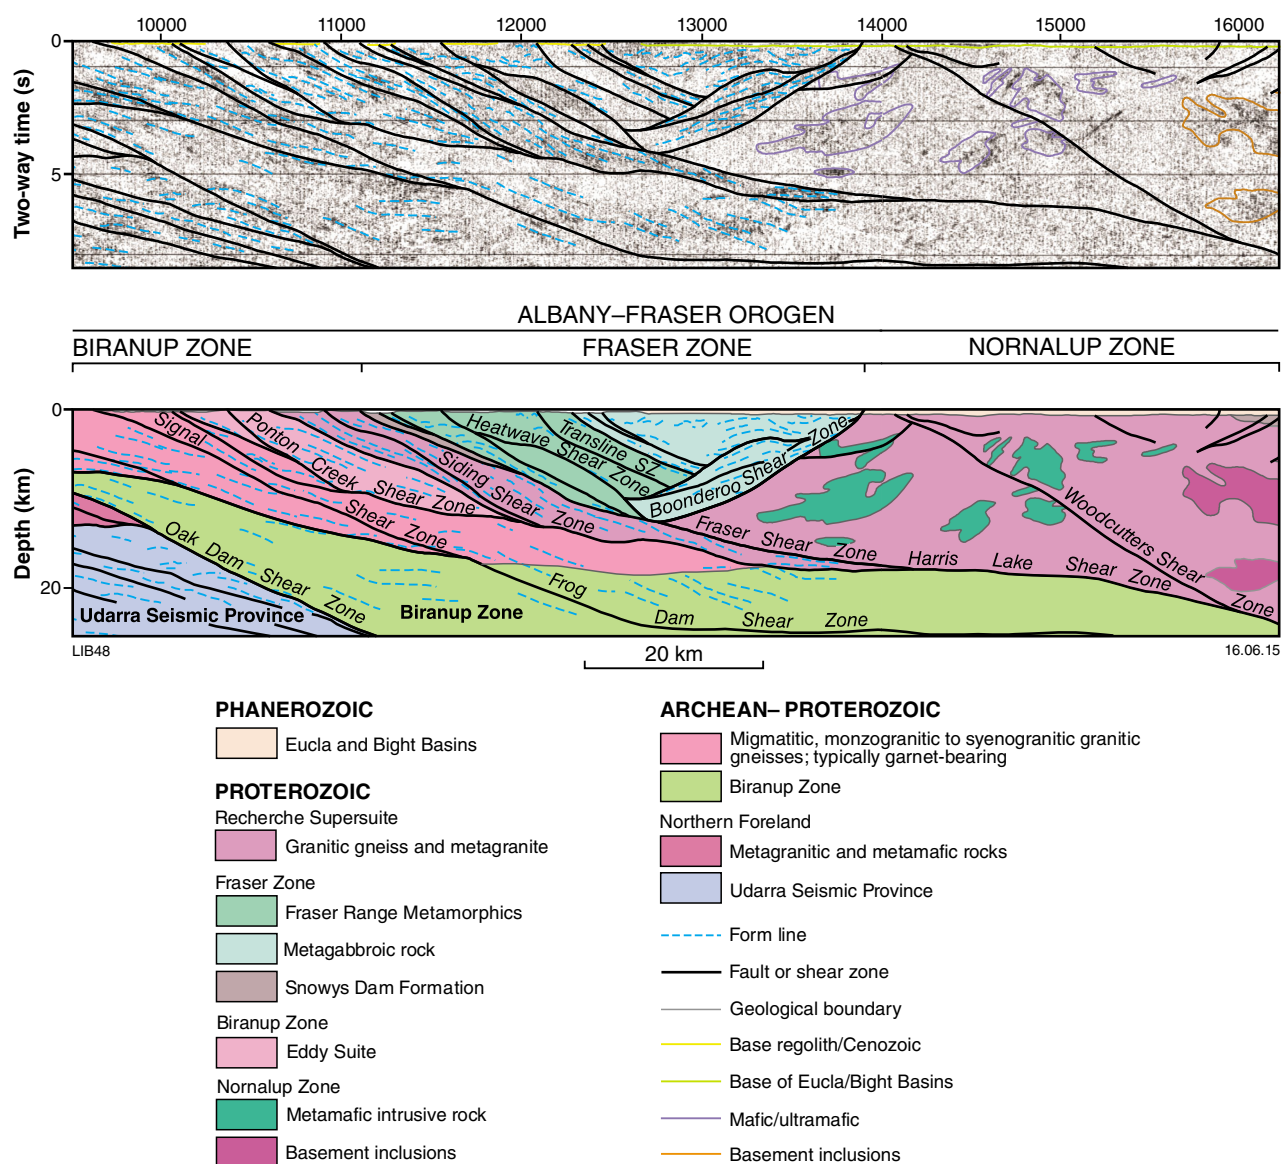 10000 11000 12000 13000 14000 15000 16000
0
5
Two-way time (s)
ALBANY–FRASER OROGEN
BIRANUP ZONE FRASER ZONE NORNALUP ZONE
0
20
Depth (km)
Signal Shear Zone
Ponton Creek Shear Zone
Siding Shear Zone
Heatwave Shear Zone
Transline SZ
Boonderoo Shear Zone
Fraser Shear Zone
Harris Lake Shear Zone
Woodcutters Shear Zone
Oak Dam Shear Zone
Frog Dam Shear Zone
Udarra Seismic Province
Biranup Zone
LIB48
20 km
16.06.15
PHANEROZOIC
Eucla and Bight Basins
PROTEROZOIC
Recherche Supersuite
Granitic gneiss and metagranite
Fraser Zone
Fraser Range Metamorphics
Metagabbroic rock
Snowys Dam Formation
Biranup Zone
Eddy Suite
Nornalup Zone
Metamafic intrusive rock
Basement inclusions
ARCHEAN– PROTEROZOIC
Migmatitic, monzogranitic to syenogranitic granitic
gneisses; typically garnet-bearing
Biranup Zone
Northern Foreland
Metagranitic and metamafic rocks
Udarra Seismic Province
Form line
Fault or shear zone
Geological boundary
Base regolith/Cenozoic
Base of Eucla/Bight Basins
Mafic/ultramafic
Basement inclusions